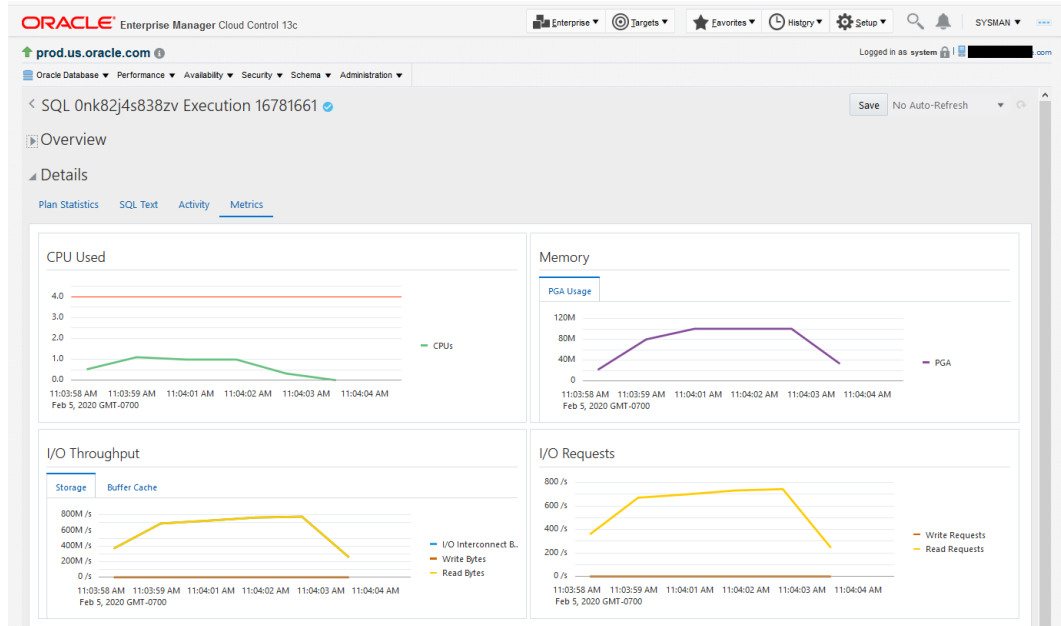 ORACLE Enterprise Manager Cloud Control 13c
Enterprise Targets Favorites History Setup SYSMAN
prod.us.oracle.com
Logged in as system .com
Oracle Database Performance Availability Security Schema Administration
SQL 0nk82j4s838zv Execution 16781661
Save No Auto-Refresh
Overview
Details
Plan Statistics SQL Text Activity Metrics
CPU Used
4.0
3.0
2.0
1.0
0.0
11:03:58 AM 11:03:59 AM 11:04:01 AM 11:04:02 AM 11:04:03 AM 11:04:04 AM
Feb 5, 2020 GMT-0700
CPUs
Memory
PGA Usage
120M
80M
40M
0
11:03:58 AM 11:03:59 AM 11:04:01 AM 11:04:02 AM 11:04:03 AM 11:04:04 AM
Feb 5, 2020 GMT-0700
PGA
I/O Throughput
Storage Buffer Cache
800M /s
600M /s
400M /s
200M /s
0 /s
11:03:58 AM 11:03:59 AM 11:04:01 AM 11:04:02 AM 11:04:03 AM 11:04:04 AM
Feb 5, 2020 GMT-0700
I/O Interconnect B..
Write Bytes
Read Bytes
I/O Requests
800 /s
600 /s
400 /s
200 /s
0 /s
11:03:58 AM 11:03:59 AM 11:04:01 AM 11:04:02 AM 11:04:03 AM 11:04:04 AM
Feb 5, 2020 GMT-0700
Write Requests
Read Requests